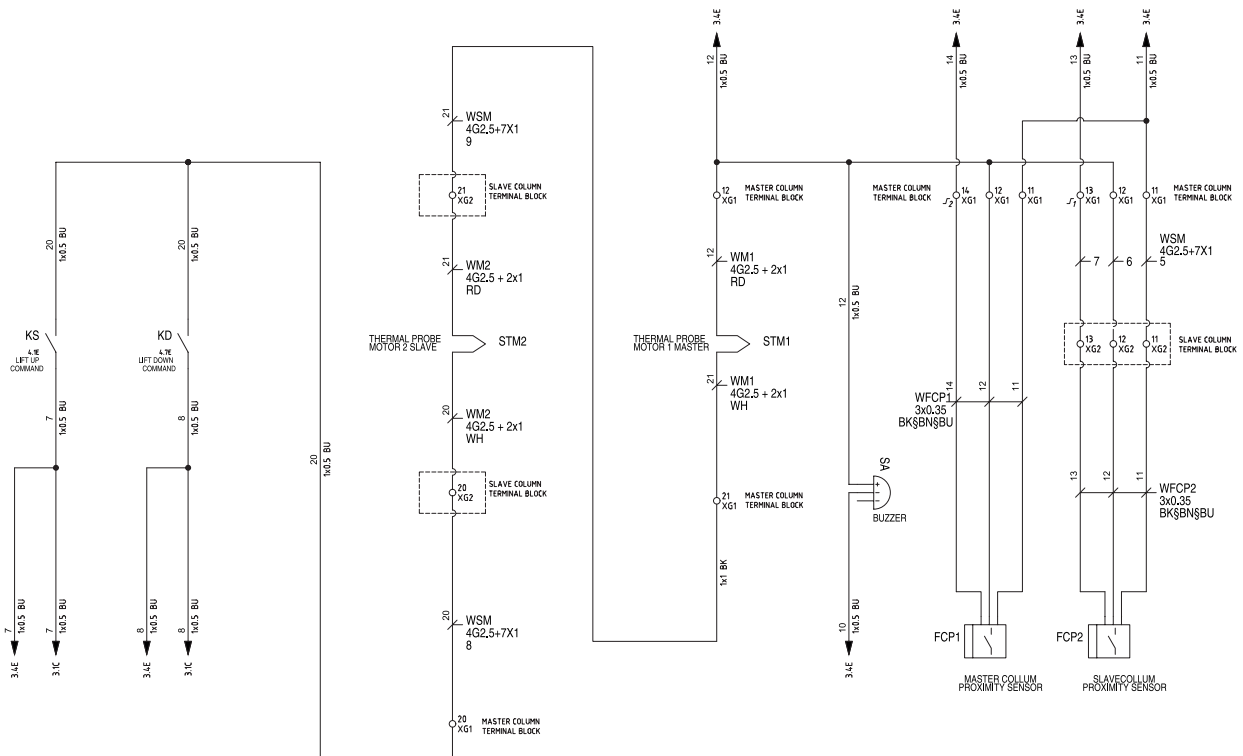 3.4E
3.4E
3.4E
3.4E
12
1x0.5 BU
14
1x0.5 BU
13
1x0.5 BU
11
1x0.5 BU
21
WSM
4G2.5+7X1
9
21
XG2
SLAVE COLUMN
TERMINAL BLOCK
12
XG1
MASTER COLUMN
TERMINAL BLOCK
MASTER COLUMN
TERMINAL BLOCK
14
XG1
12
XG1
11
XG1
13
XG1
12
XG1
11
XG1
MASTER COLUMN
TERMINAL BLOCK
20
1x0.5 BU
20
1x0.5 BU
21
WM2
4G2.5 + 2x1
RD
12
WM1
4G2.5 + 2x1
RD
7
6
WSM
4G2.5+7X1
5
12
1x0.5 BU
KS
4.1E
LIFT UP
COMMAND
KD
4.7E
LIFT DOWN
COMMAND
THERMAL PROBE
MOTOR 2 SLAVE
STM2
THERMAL PROBE
MOTOR 1 MASTER
STM1
13
XG2
12
XG2
11
XG2
SLAVE COLUMN
TERMINAL BLOCK
7
1x0.5 BU
8
1x0.5 BU
20
WM2
4G2.5 + 2x1
WH
21
WM1
4G2.5 + 2x1
WH
WFCP1
3x0.35
BK§BN§BU
14
12
11
20
1x0.5 BU
20
XG2
SLAVE COLUMN
TERMINAL BLOCK
21
XG1
MASTER COLUMN
TERMINAL BLOCK
SA
+
-
BUZZER
13
12
11
WFCP2
3x0.35
BK§BN§BU
1x1 BK
7
1x0.5 BU
7
1x0.5 BU
8
1x0.5 BU
8
1x0.5 BU
20
WSM
4G2.5+7X1
8
10
1x0.5 BU
3.4E
3.1C
3.4E
3.1C
3.4E
FCP1
FCP2
MASTER COLLUM
PROXIMITY SENSOR
SLAVECOLLUM
PROXIMITY SENSOR
20
XG1
MASTER COLUMN
TERMINAL BLOCK